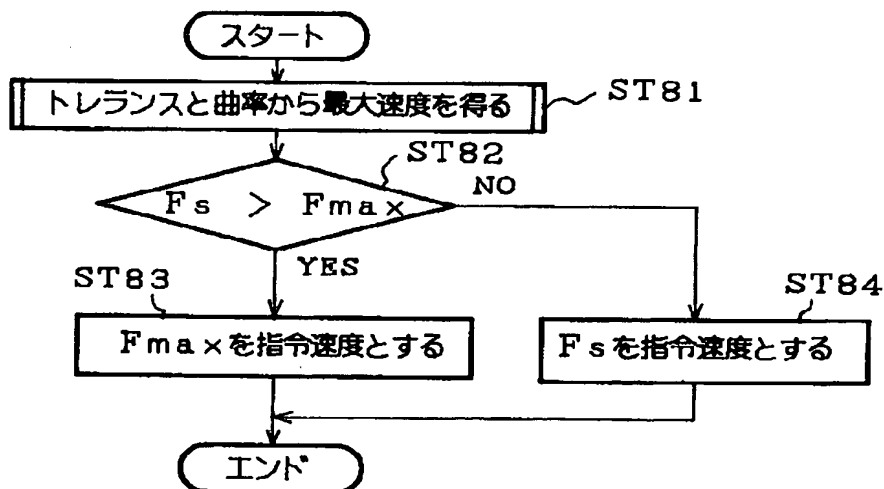 スタート
トレランスと曲率から最大速度を得る
ST81
ST82
Fs > Fmax
NO
YES
ST83
Fmaxを指令速度とする
ST84
Fsを指令速度とする
エンド